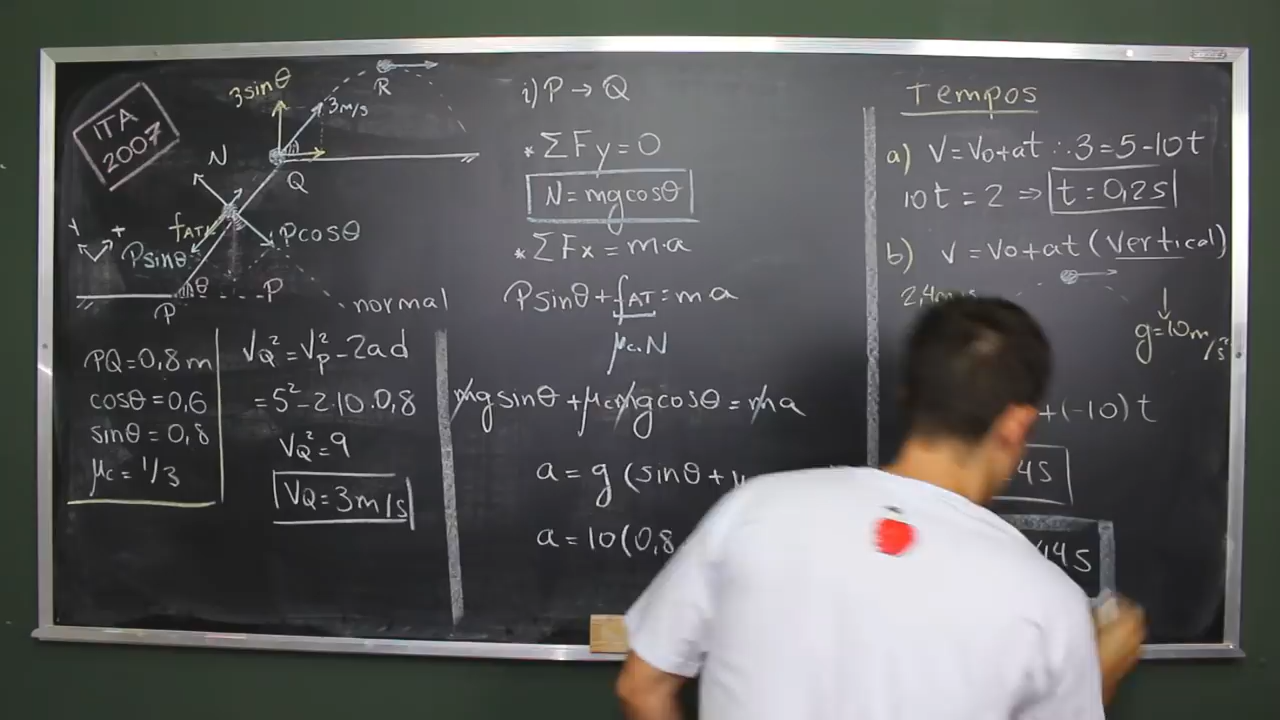 ITA
2007
3sinθ
R
3m/s
θ
N
Q
fAT
Pcosθ
Psinθ
+
θ
P
P
normal
PQ=0,8m
cosθ=0,6
sinθ=0,8
μc=1/3
VQ²=VP²-2ad
=5²-2.10.0,8
VQ²=9
VQ=3m/s
i) P→Q
*ΣFy=0
N=mgcosθ
*ΣFx=m.a
Psinθ+fAT=ma
μc.N
mgsinθ+μcmgcosθ=ma
a=g(sinθ+
a=10(0,8
Tempos
a) V=Vo+at∴3=5-10t
10t=2⇒t=0,2s
b) V=Vo+at(vertical)
g=10m/s²
+(-10)t
4s
44s